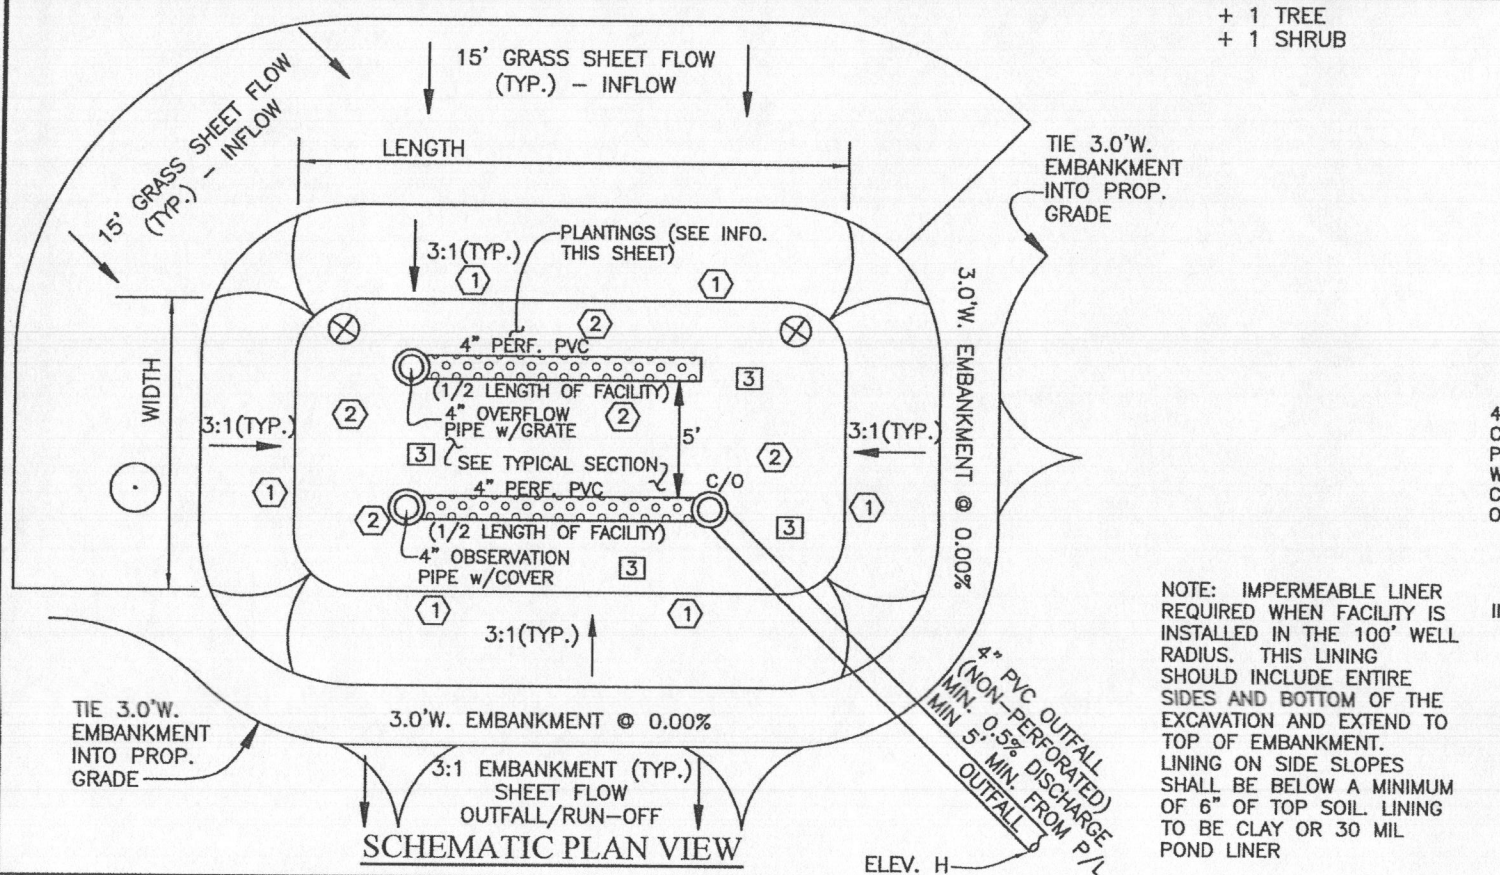 + 1 TREE
+ 1 SHRUB
15' GRASS SHEET FLOW
(TYP.) - INFLOW
15' GRASS SHEET FLOW
(TYP.) - INFLOW
LENGTH
TIE 3.0'W.
EMBANKMENT
INTO PROP.
GRADE
PLANTINGS (SEE INFO.
THIS SHEET)
3:1(TYP.)
1
1
2
4" PERF. PVC
(1/2 LENGTH OF FACILITY)
3
WIDTH
2
4" OVERFLOW
PIPE w/GRATE
2
5'
3:1(TYP.)
3:1(TYP.)
3.0'W. EMBANKMENT @ 0.00%
3
SEE TYPICAL SECTION
2
C/O
4" PERF. PVC
1
1
2
(1/2 LENGTH OF FACILITY)
3
4" OBSERVATION
PIPE w/COVER
3
1
1
3:1(TYP.)
4" PVC OUTFALL
(NON-PERFORATED)
MIN. 0.5% DISCHARGE
MIN 5' MIN. FROM P/L
OUTFALL
TIE 3.0'W.
EMBANKMENT
INTO PROP.
GRADE
3.0'W. EMBANKMENT @ 0.00%
3:1 EMBANKMENT (TYP.)
SHEET FLOW
OUTFALL/RUN-OFF
SCHEMATIC PLAN VIEW
ELEV. H
NOTE: IMPERMEABLE LINER
REQUIRED WHEN FACILITY IS
INSTALLED IN THE 100' WELL
RADIUS. THIS LINING
SHOULD INCLUDE ENTIRE
SIDES AND BOTTOM OF THE
EXCAVATION AND EXTEND TO
TOP OF EMBANKMENT.
LINING ON SIDE SLOPES
SHALL BE BELOW A MINIMUM
OF 6" OF TOP SOIL. LINING
TO BE CLAY OR 30 MIL
POND LINER